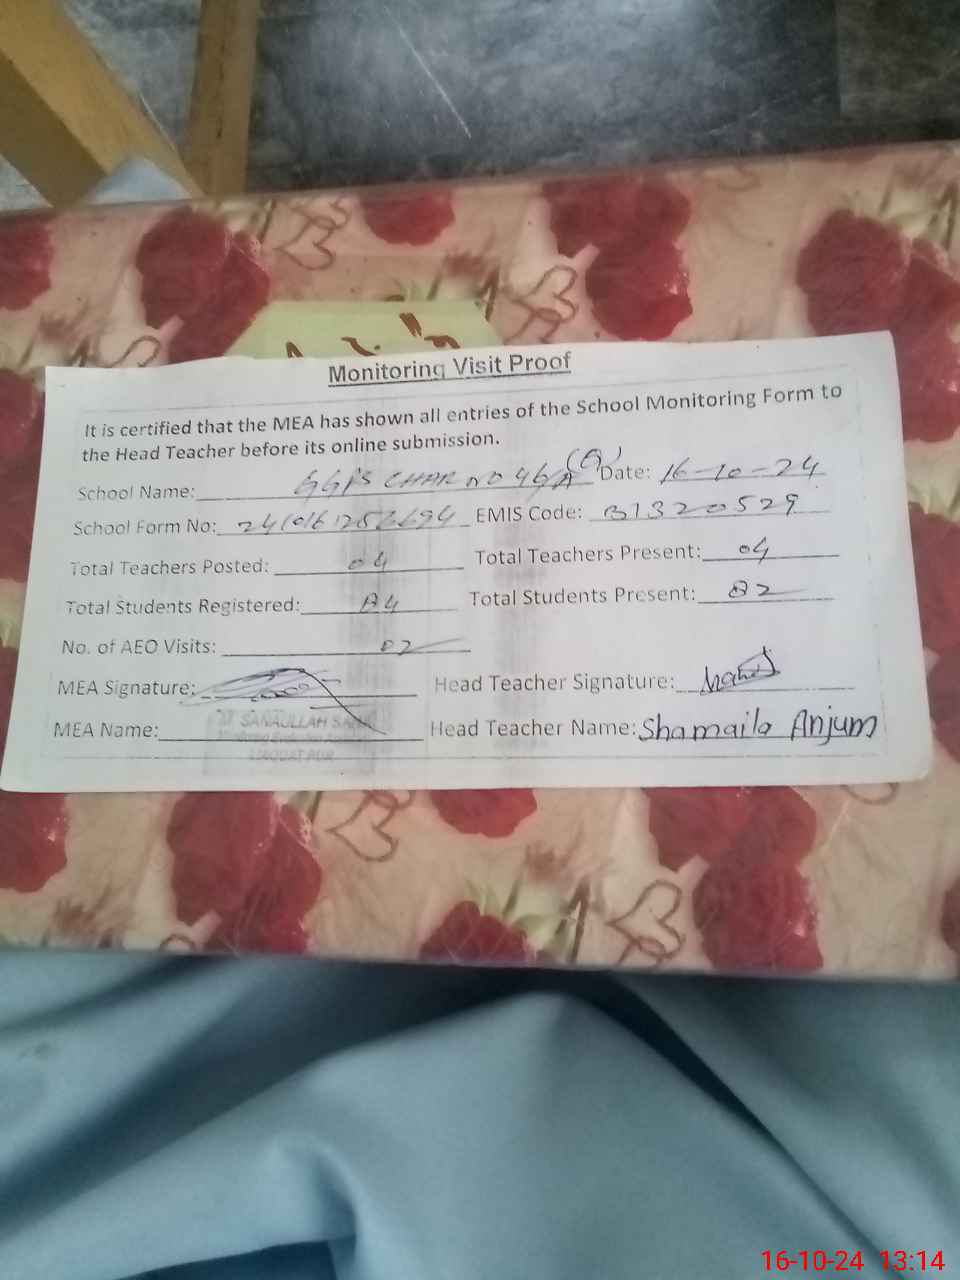 Monitoring Visit Proof
It is certified that the MEA has shown all entries of the School Monitoring Form to
the Head Teacher before its online submission.
School Name: GGPS CHAK NO 46/A Date: 16-10-24
School Form No: EMIS Code: 31320529
Total Teachers Posted: 04 Total Teachers Present: 04
Total Students Registered: 84 Total Students Present: 82
No. of AEO Visits: 02
MEA Signature: Head Teacher Signature:
MEA Name: SANAULLAH Head Teacher Name: Shamaila Anjum
16-10-24 13:14